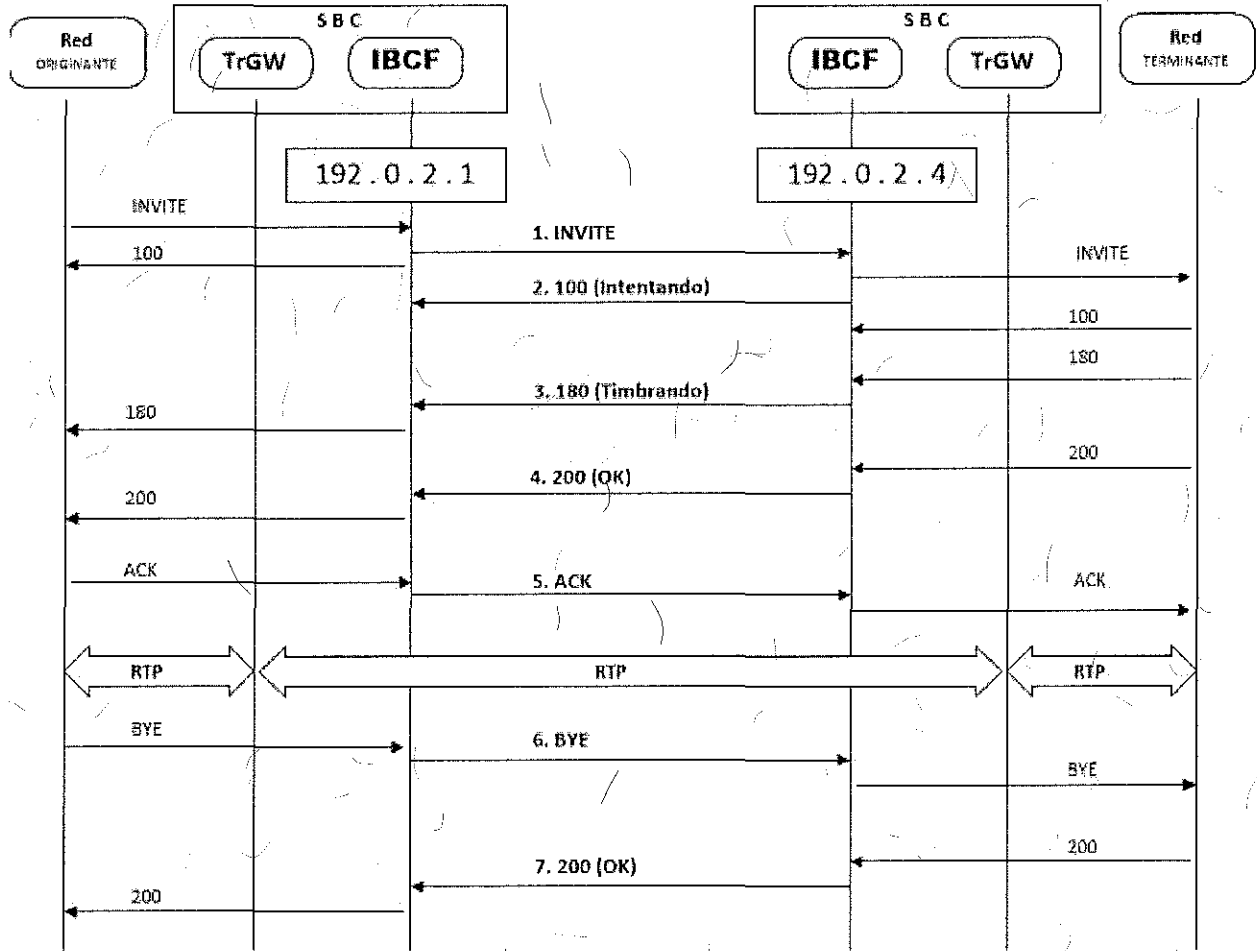 Red
ORIGINANTE
S B C
TrGW
IBCF
S B C
IBCF
TrGW
Red
TERMINANTE
192.0.2.1
192.0.2.4
INVITE
1. INVITE
100
INVITE
2. 100 (Intentando)
100
180
3. 180 (Timbrando)
180
200
4. 200 (OK)
200
ACK
5. ACK
ACK
RTP
RTP
RTP
BYE
6. BYE
BYE
200
7. 200 (OK)
200